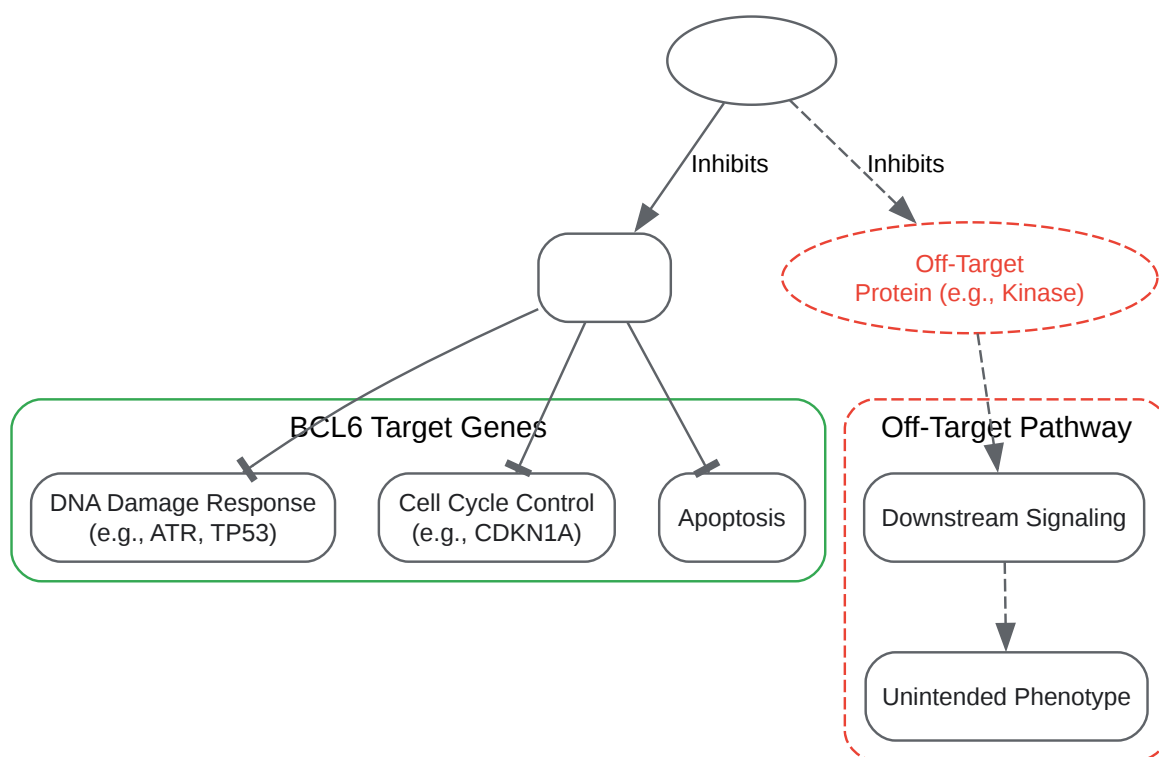 Inhibits
Inhibits
Off-Target
Protein (e.g., Kinase)
BCL6 Target Genes
Off-Target Pathway
DNA Damage Response
(e.g., ATR, TP53)
Cell Cycle Control
(e.g., CDKN1A)
Apoptosis
Downstream Signaling
Unintended Phenotype